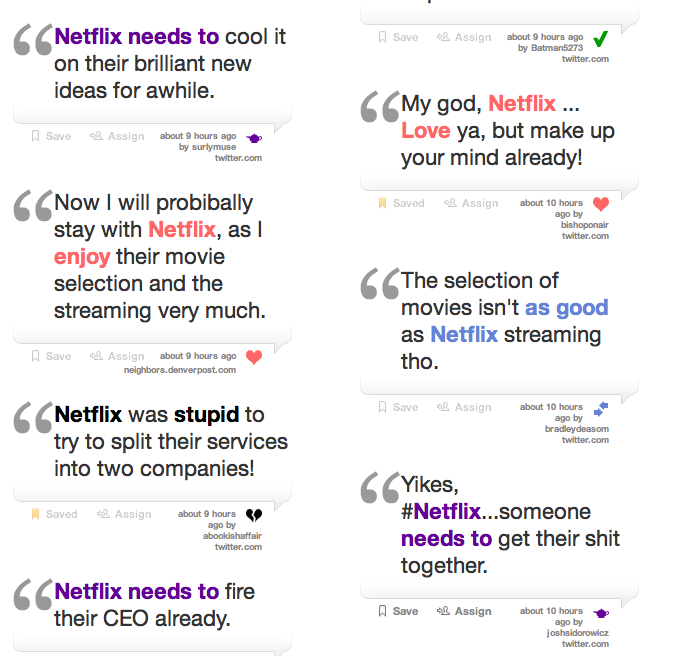 Netflix needs to cool it
on their brilliant new
ideas for awhile.
Save Assign about 9 hours ago
by surlymuse
twitter.com
Now I will probibally
stay with Netflix, as I
enjoy their movie
selection and the
streaming very much.
Save Assign about 9 hours ago
neighbors.denverpost.com
Netflix was stupid to
try to split their services
into two companies!
Saved Assign about 9 hours
ago by
abookishaffair
twitter.com
Netflix needs to fire
their CEO already.
Save Assign about 9 hours ago
by Batman5273
twitter.com
My god, Netflix ...
Love ya, but make up
your mind already!
Saved Assign about 10 hours
ago by
bishoponair
twitter.com
The selection of
movies isn't as good
as Netflix streaming
tho.
Save Assign about 10 hours
ago by
bradleydeasom
twitter.com
Yikes,
#Netflix...someone
needs to get their shit
together.
Save Assign about 10 hours
ago by
joshsidorowicz
twitter.com